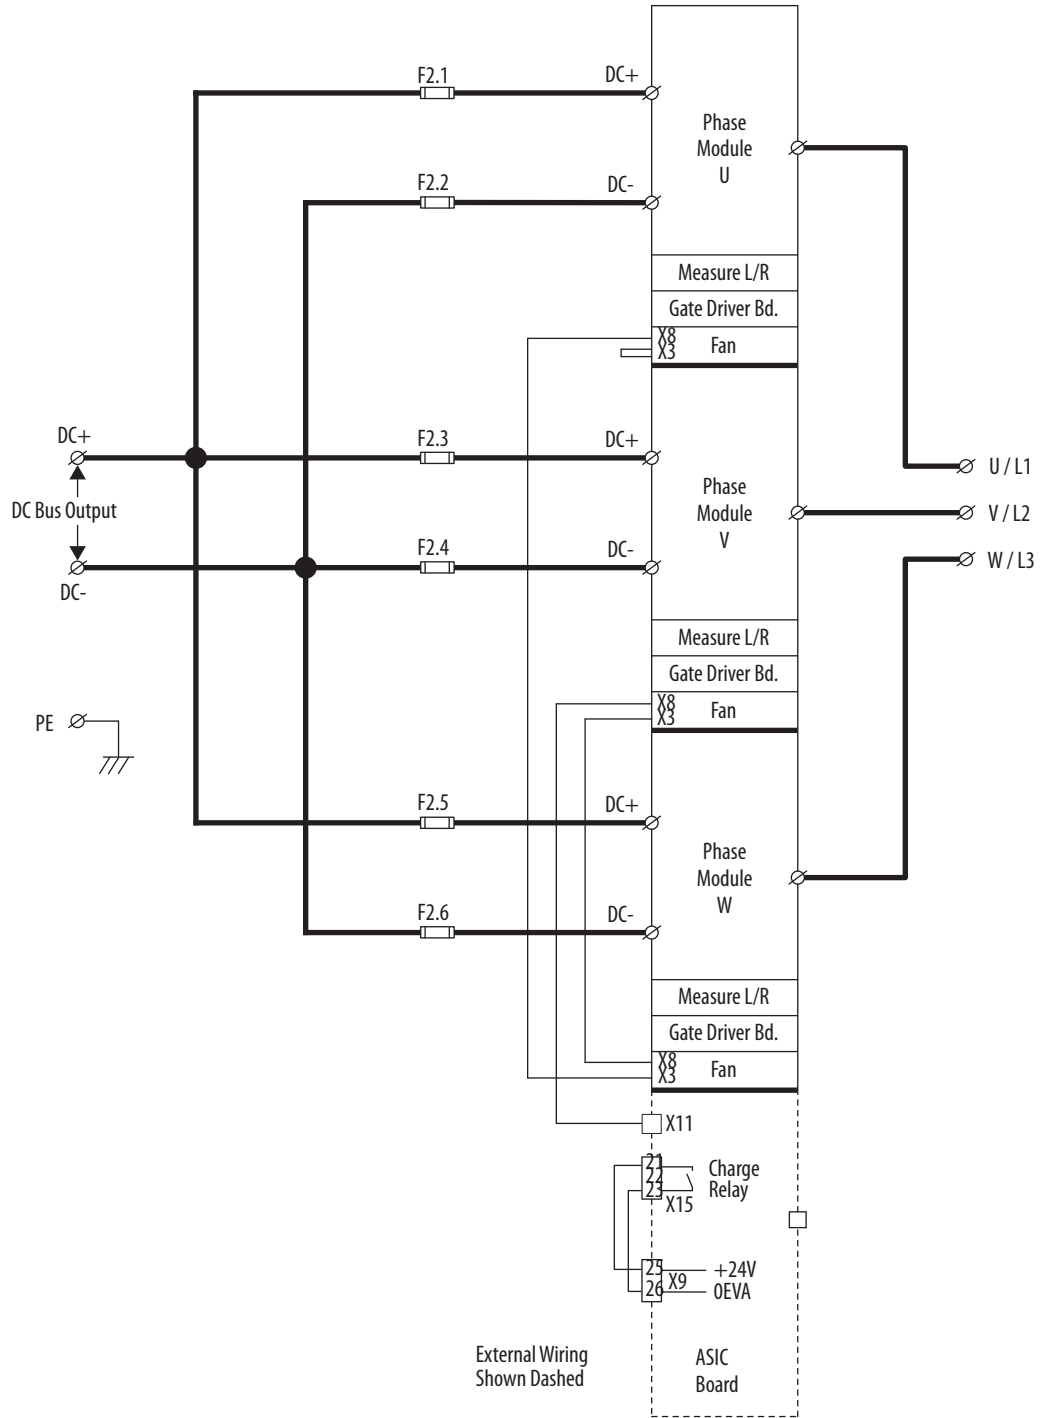 F2.1
DC+
Phase
Module
U
F2.2
DC-
Measure L/R
Gate Driver Bd.
X8
X3
Fan
DC+
F2.3
DC+
U / L1
Phase
Module
V
DC Bus Output
V / L2
F2.4
DC-
W / L3
DC-
Measure L/R
Gate Driver Bd.
X8
X3
Fan
PE
F2.5
DC+
Phase
Module
W
F2.6
DC-
Measure L/R
Gate Driver Bd.
X8
X3
Fan
X11
21
22
23
Charge
Relay
X15
25
26
X9
+24V
0EVA
External Wiring
Shown Dashed
ASIC
Board